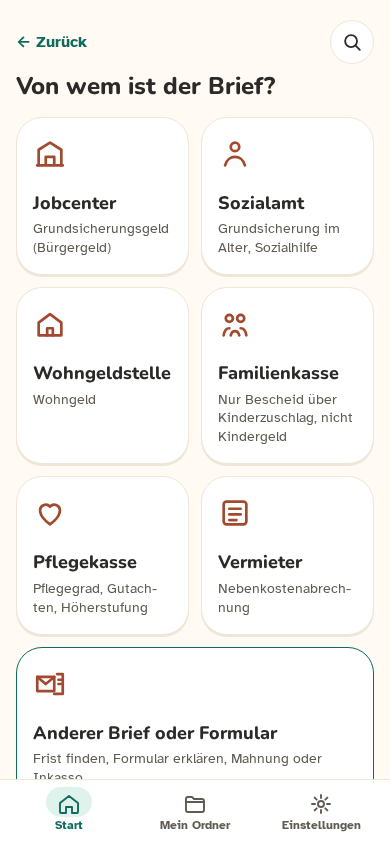 ← Zurück
Von wem ist der Brief?
Jobcenter
Grundsicherungsgeld
(Bürgergeld)
Sozialamt
Grundsicherung im
Alter, Sozialhilfe
Wohngeldstelle
Wohngeld
Familienkasse
Nur Bescheid über
Kinderzuschlag, nicht
Kindergeld
Pflegekasse
Pflegegrad, Gutach-
ten, Höherstufung
Vermieter
Nebenkostenabrech-
nung
Anderer Brief oder Formular
Frist finden, Formular erklären, Mahnung oder
Inkasso
Start
Mein Ordner
Einstellungen